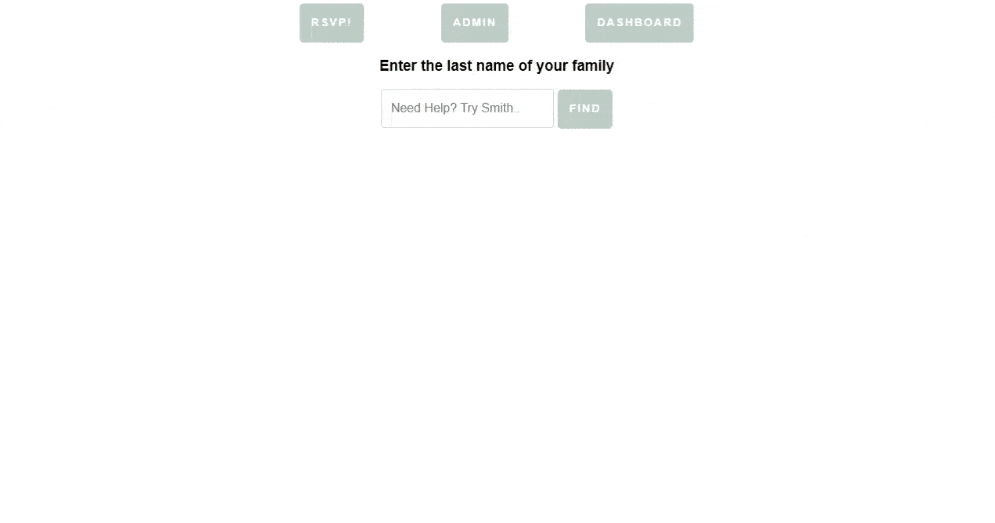 RSVP! ADMIN DASHBOARD
Enter the last name of your family
Need Help? Try Smith.. FIND